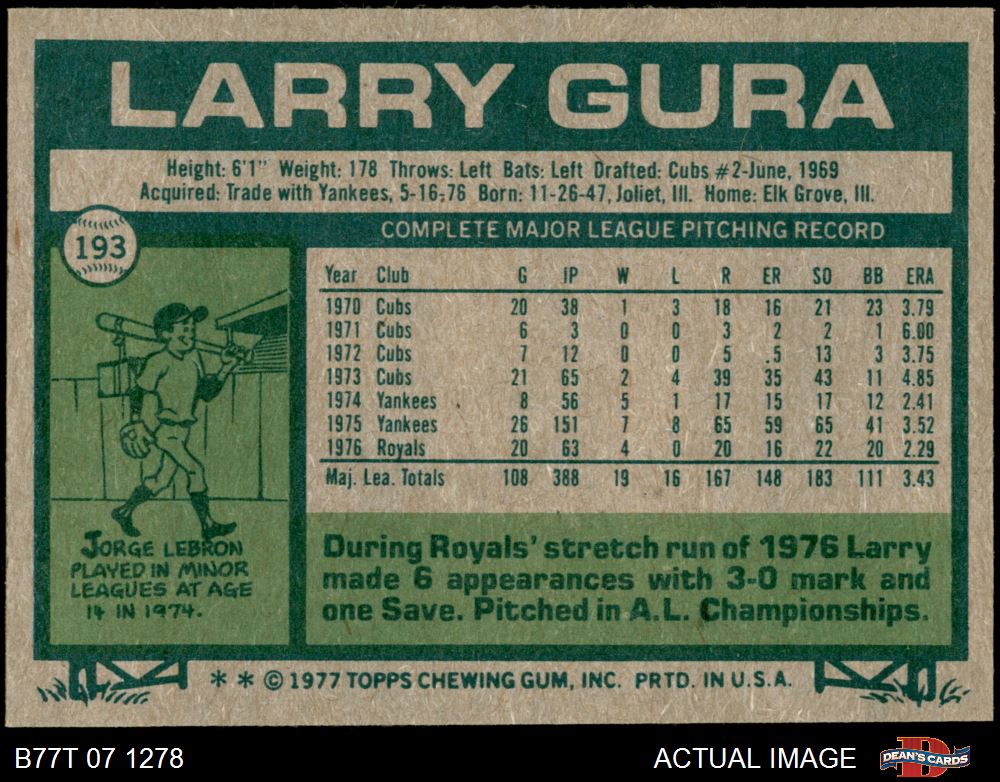 LARRY GURA
Height: 6'1" Weight: 178 Throws: Left Bats: Left Drafted: Cubs #2-June, 1969
Acquired: Trade with Yankees, 5-16-76 Born: 11-26-47, Joliet, Ill. Home: Elk Grove, Ill.
193
COMPLETE MAJOR LEAGUE PITCHING RECORD
Year Club G IP W L R ER SO BB ERA
1970 Cubs 20 38 1 3 18 16 21 23 3.79
1971 Cubs 6 3 0 0 3 2 2 1 6.00
1972 Cubs 7 12 0 0 5 .5 13 3 3.75
1973 Cubs 21 65 2 4 39 35 43 11 4.85
1974 Yankees 8 56 5 1 17 15 17 12 2.41
1975 Yankees 26 151 7 8 65 59 65 41 3.52
1976 Royals 20 63 4 0 20 16 22 20 2.29
Maj. Lea. Totals 108 388 19 16 167 148 183 111 3.43
JORGE LEBRON
PLAYED IN MINOR
LEAGUES AT AGE
14 IN 1974.
During Royals' stretch run of 1976 Larry
made 6 appearances with 3-0 mark and
one Save. Pitched in A.L. Championships.
* * © 1977 TOPPS CHEWING GUM, INC. PRTD. IN U.S.A.
B77T 07 1278
ACTUAL IMAGE
DEAN'S CARDS